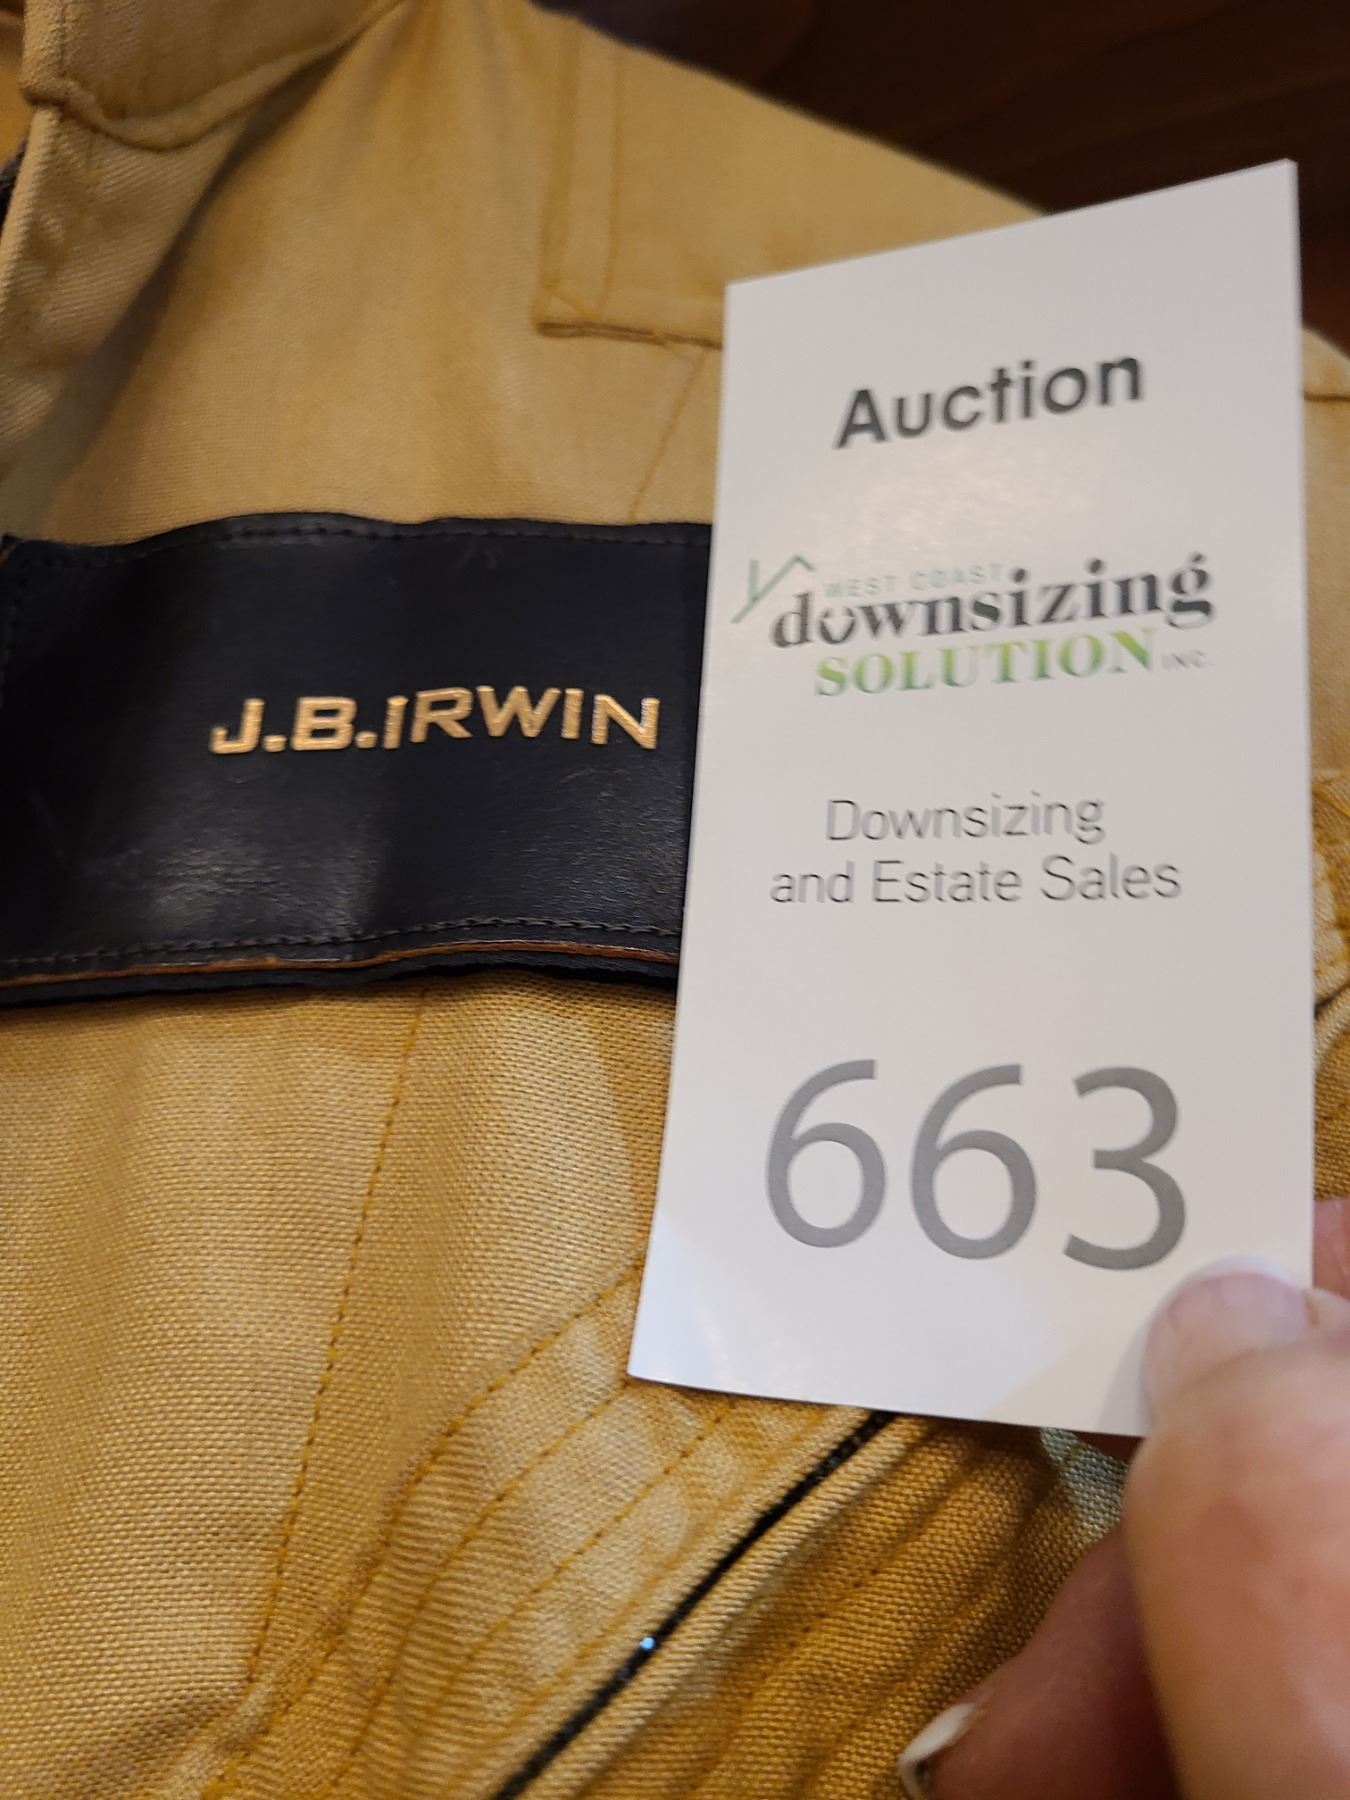 J.B.IRWIN
Auction
WEST COAST
downsizing
SOLUTION INC.
Downsizing
and Estate Sales
663